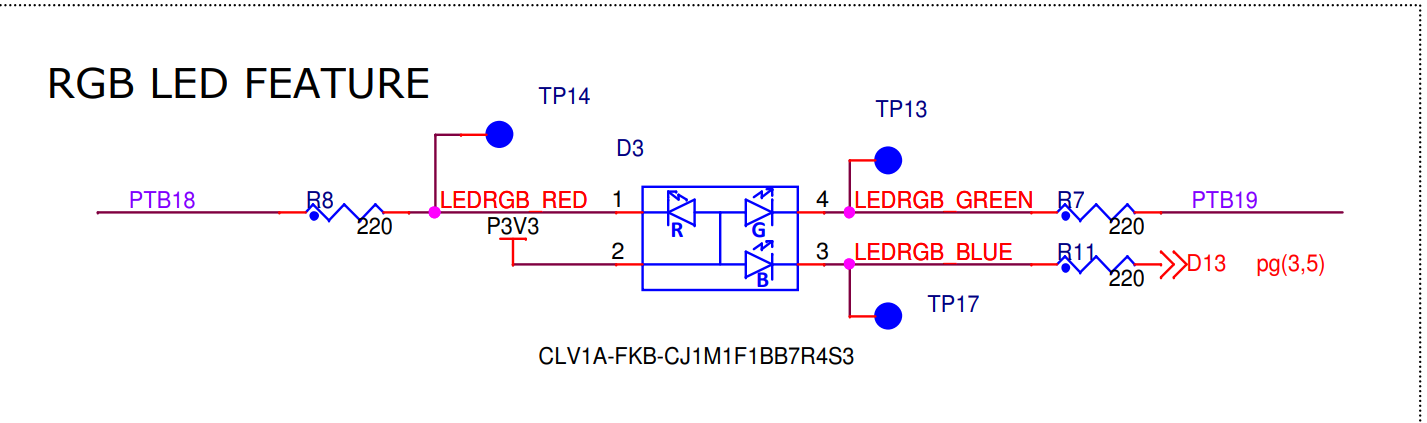 RGB LED FEATURE
TP14
TP13
D3
PTB18
R8
220
LEDRGB_RED
1
4
LEDRGB_GREEN
R7
220
PTB19
P3V3
2
R
G
B
3
LEDRGB_BLUE
R11
220
D13
pg(3,5)
TP17
CLV1A-FKB-CJ1M1F1BB7R4S3